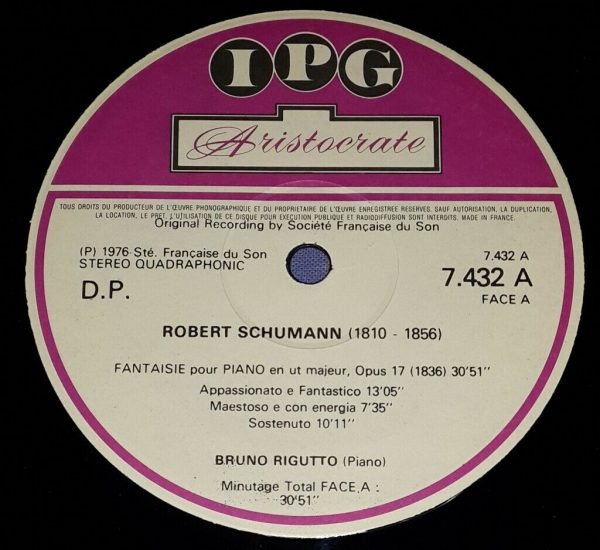 IPG
Aristocrate
TOUS DROITS DU PRODUCTEUR DE L'ŒUVRE PHONOGRAPHIQUE ET DU PROPRIETAIRE DE L'ŒUVRE ENREGISTREE RESERVES. SAUF AUTORISATION, LA DUPLICATION,
LA LOCATION, LE PRET, L'UTILISATION DE CE DISQUE POUR EXECUTION PUBLIQUE ET RADIODIFFUSION SONT INTERDITS. MADE IN FRANCE.
Original Recording by Société Française du Son
(P) 1976 Sté. Française du Son
STEREO QUADRAPHONIC
D.P.
7.432 A
7.432 A
FACE A
ROBERT SCHUMANN (1810 - 1856)
FANTAISIE pour PIANO en ut majeur, Opus 17 (1836) 30'51''
Appassionato e Fantastico 13'05''
Maestoso e con energia 7'35''
Sostenuto 10'11''
BRUNO RIGUTTO (Piano)
Minutage Total FACE A :
30'51''